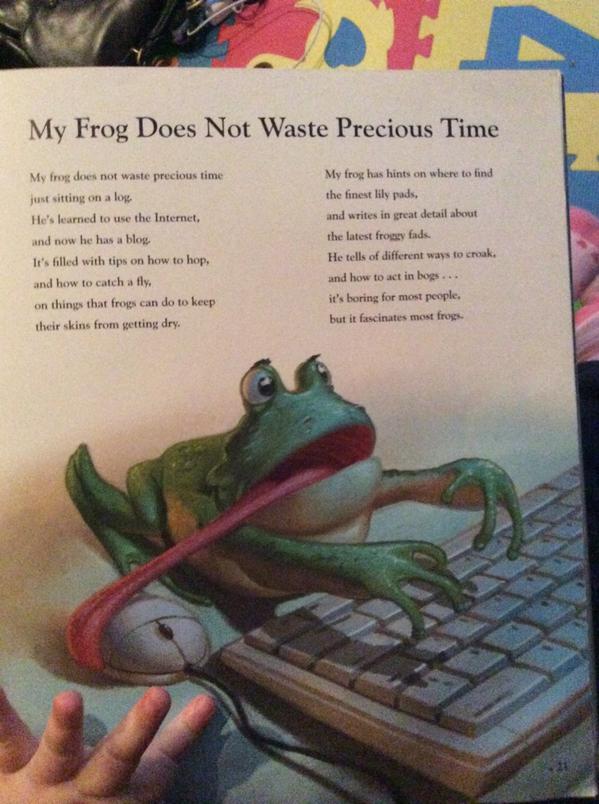 My Frog Does Not Waste Precious Time
My frog does not waste precious time
just sitting on a log.
He's learned to use the Internet,
and now he has a blog.
It's filled with tips on how to hop,
and how to catch a fly,
on things that frogs can do to keep
their skins from getting dry.
My frog has hints on where to find
the finest lily pads,
and writes in great detail about
the latest froggy fads.
He tells of different ways to croak,
and how to act in bogs . . .
it's boring for most people,
but it fascinates most frogs.
21